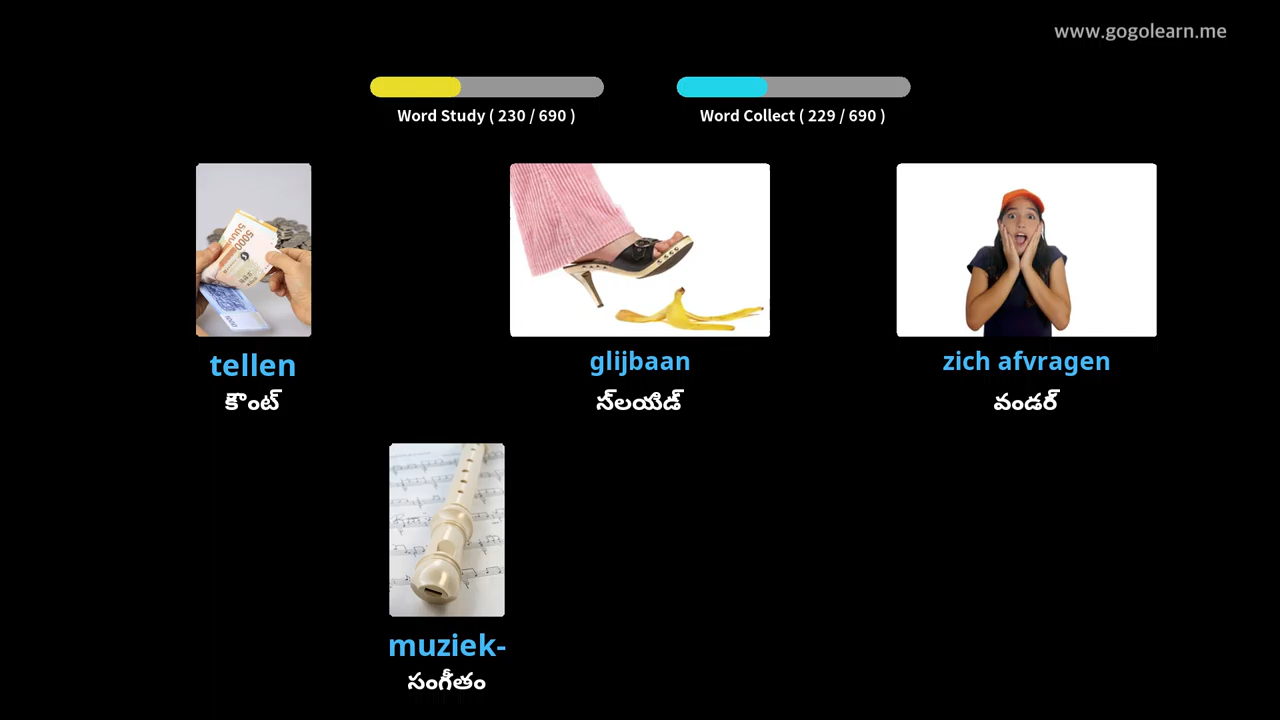 www.gogolearn.me
Word Study ( 230 / 690 )
Word Collect ( 229 / 690 )
tellen
కౌంట్
glijbaan
స్‌లయిడ్
zich afvragen
వండర్
muziek-
సంగీతం